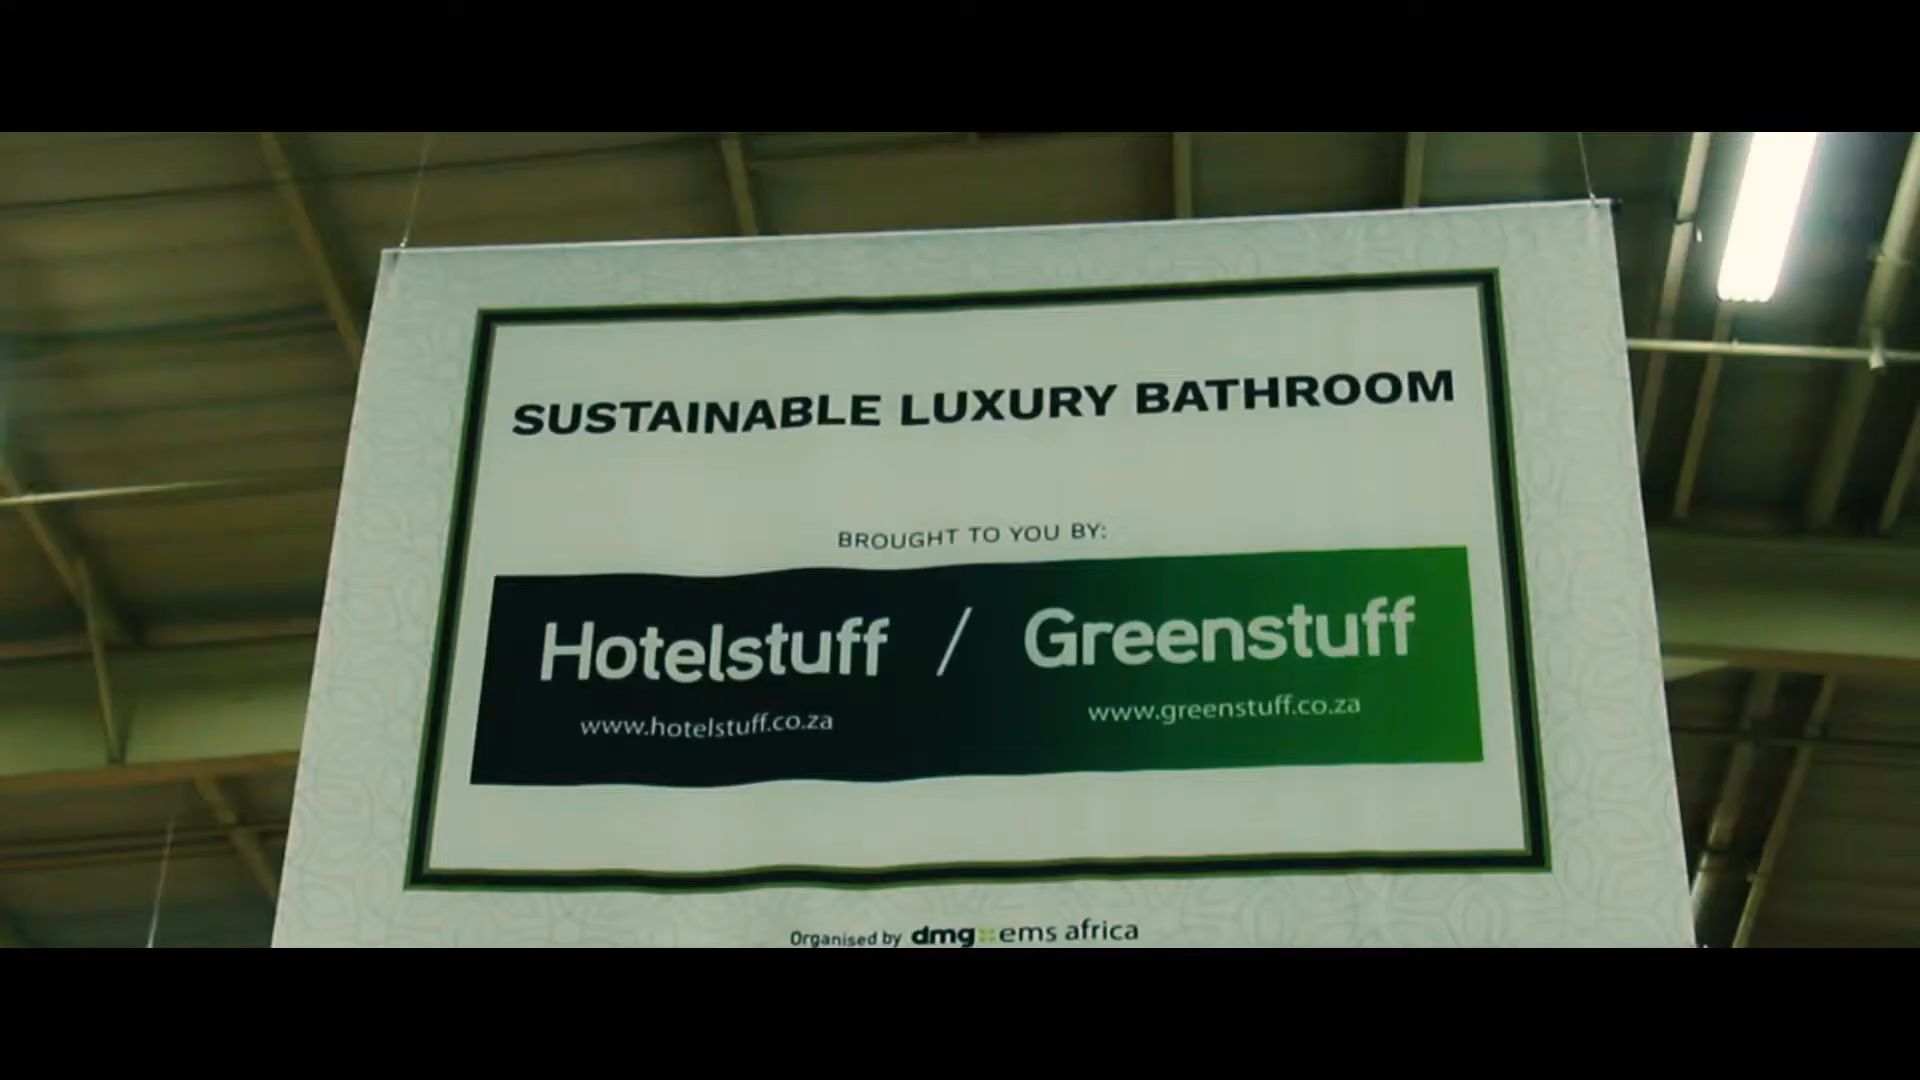 SUSTAINABLE LUXURY BATHROOM
BROUGHT TO YOU BY:
Hotelstuff / Greenstuff
www.hotelstuff.co.za www.greenstuff.co.za
Organised by dmg::ems africa